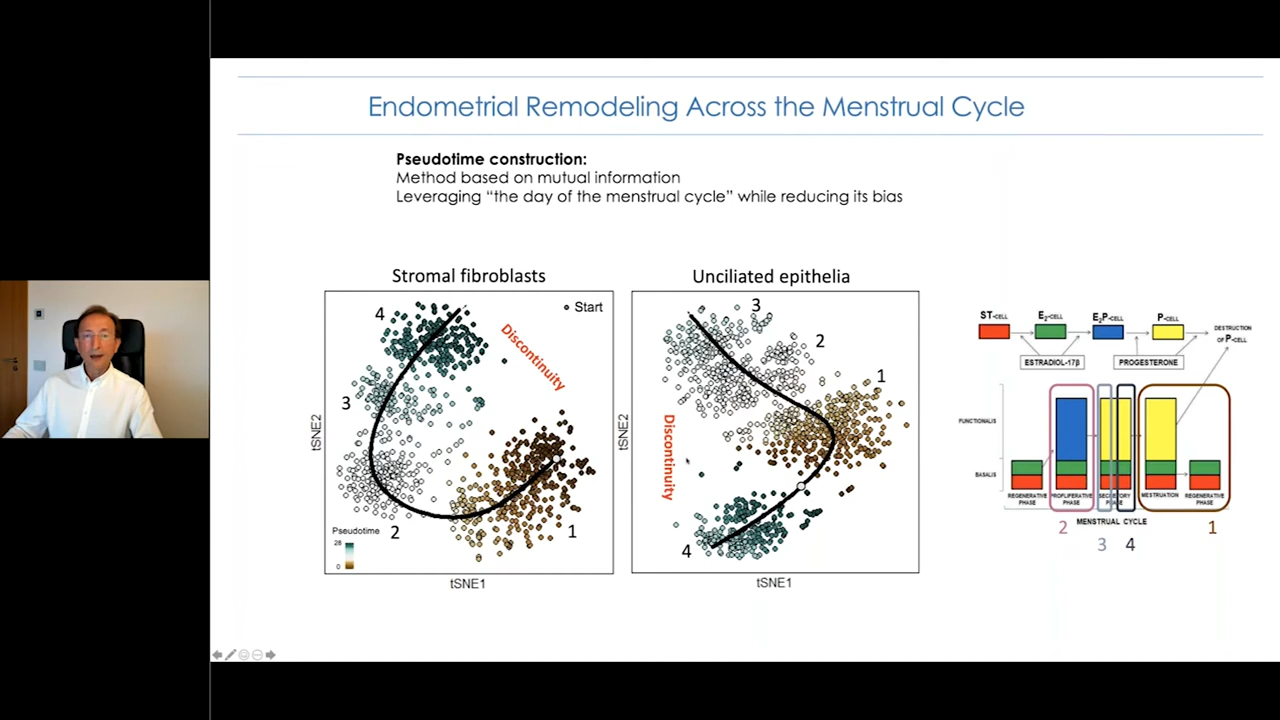 Endometrial Remodeling Across the Menstrual Cycle
Pseudotime construction:
Method based on mutual information
Leveraging “the day of the menstrual cycle” while reducing its bias
Stromal fibroblasts
4
Start
Discontinuity
3
tSNE2
2
1
Pseudotime
28
0
tSNE1
Unciliated epithelia
3
2
1
Discontinuity
tSNE2
4
tSNE1
ST-CELL
E2-CELL
E2P-CELL
P-CELL
DESTRUCTION
OF P-CELL
ESTRADIOL-17β
PROGESTERONE
FUNCTIONALIS
BASALIS
REGENERATIVE
PHASE
PROFLIFERATIVE
PHASE
SECRETORY
PHASE
MESTRUATION
REGENERATIVE
PHASE
MENSTRUAL CYCLE
2
3
4
1